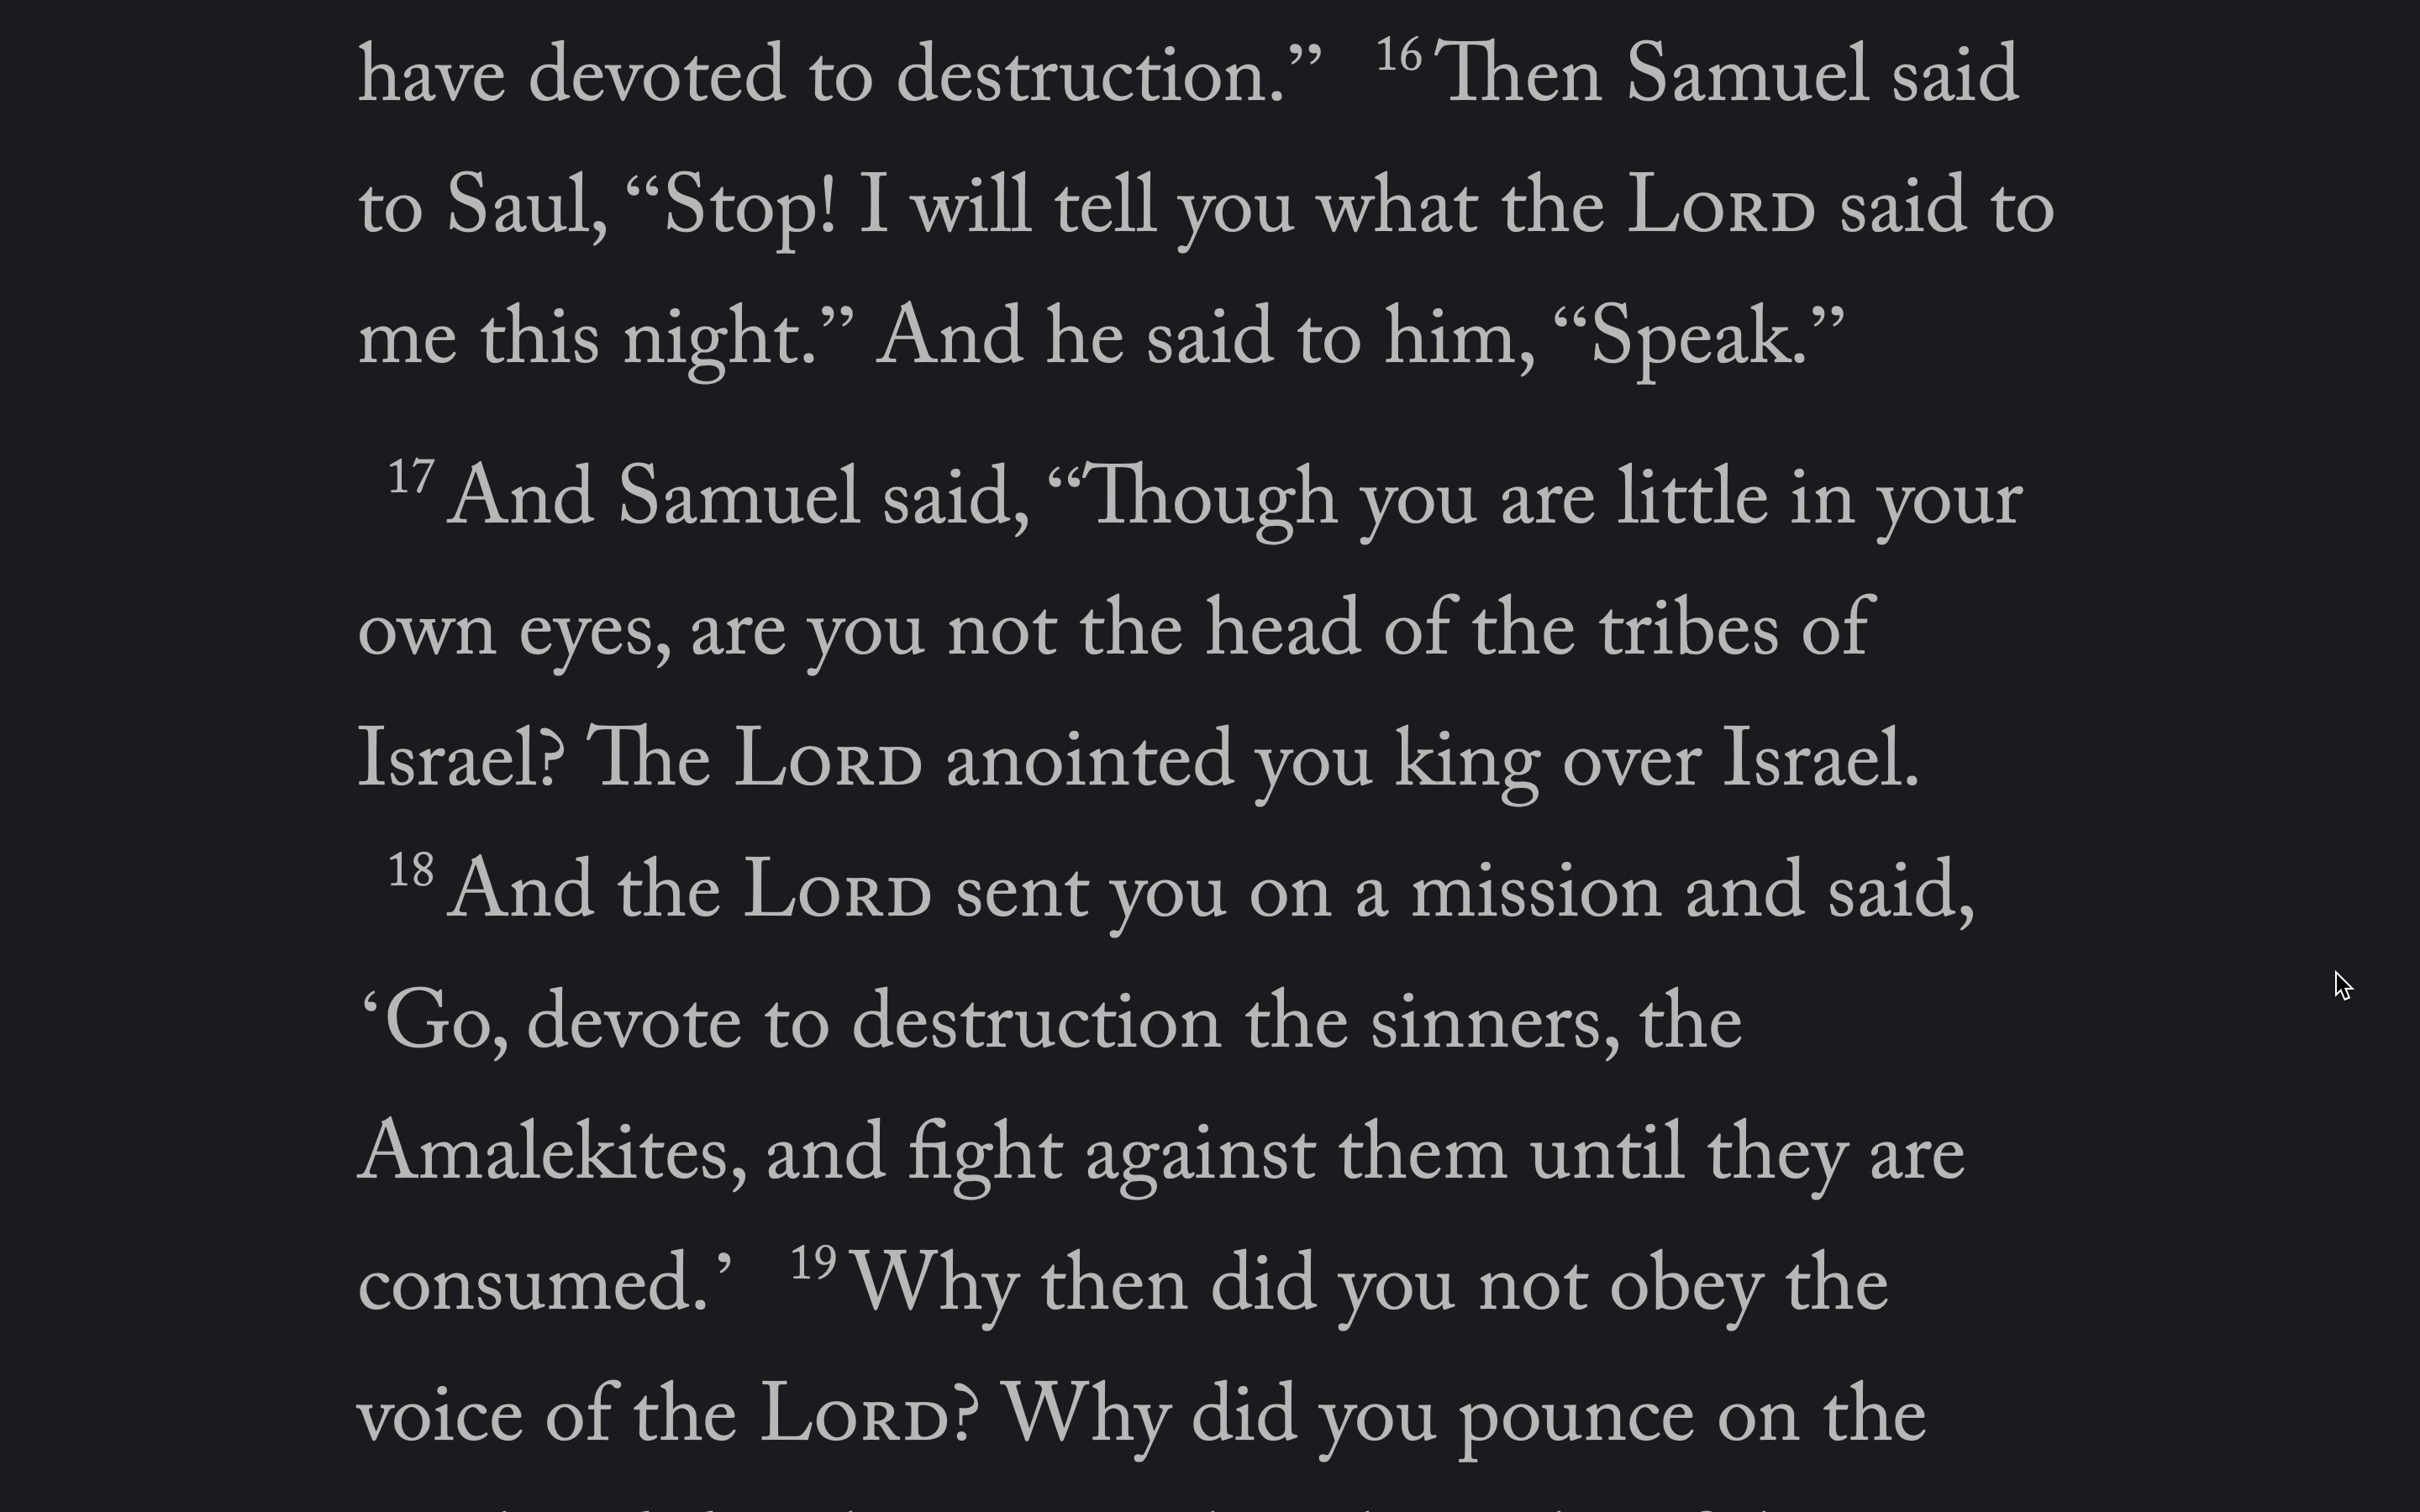 have devoted to destruction.” 16 Then Samuel said
to Saul, “Stop! I will tell you what the LORD said to
me this night.” And he said to him, “Speak.”
17 And Samuel said, “Though you are little in your
own eyes, are you not the head of the tribes of
Israel? The LORD anointed you king over Israel.
18 And the LORD sent you on a mission and said,
‘Go, devote to destruction the sinners, the
Amalekites, and fight against them until they are
consumed.’ 19 Why then did you not obey the
voice of the LORD? Why did you pounce on the